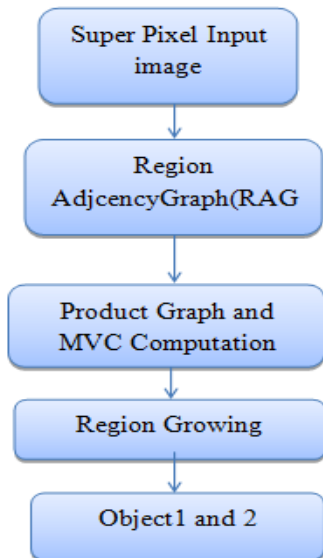 Super Pixel Input
image
Region
AdjcencyGraph(RAG
Product Graph and
MVC Computation
Region Growing
Object1 and 2